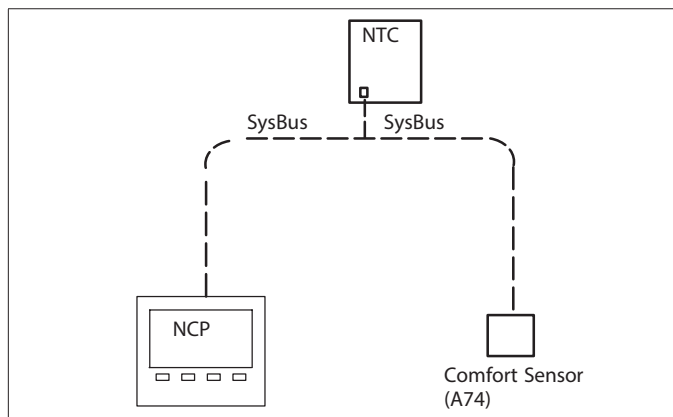 NTC
SysBus
SysBus
NCP
Comfort Sensor
(A74)